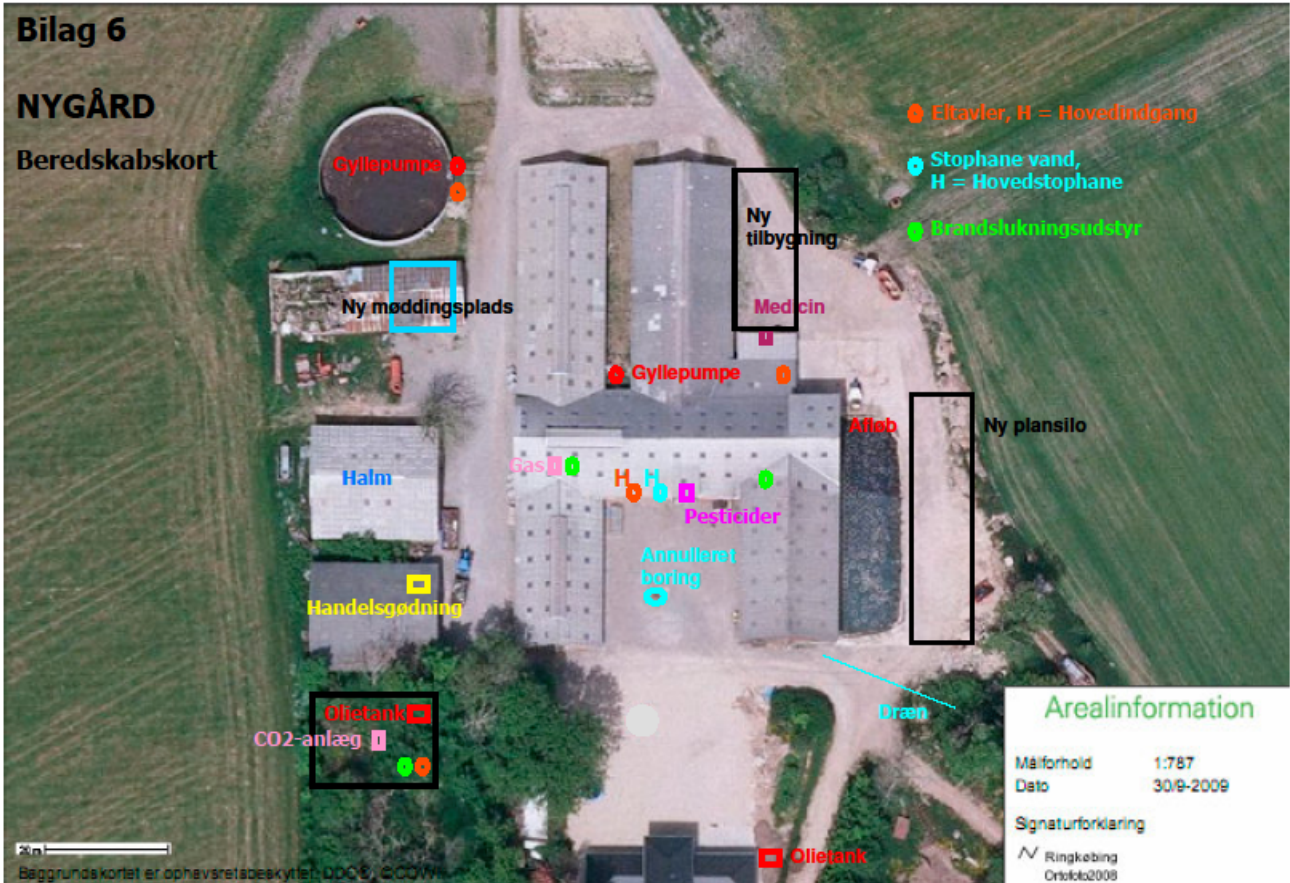 Bilag 6
NYGÅRD
Beredskabskort
Gyllepumpe
Eltavler, H = Hovedindgang
Stophane vand,
H = Hovedstophane
Brandslukningsudstyr
Ny
tilbygning
Ny møddingsplads
Medicin
Gyllepumpe
Afløb
Ny plansilo
Halm
Gas
H
H
Pesticider
Annulleret
boring
Handelsgødning
Olietank
CO2-anlæg
Dræn
Olietank
Arealinformation
Målforhold 1:787
Dato 30/9-2009
Signaturforklaring
Ringkøbing
Ortofoto2008
20 m
Baggrundskortet er ophavsretsbeskyttet